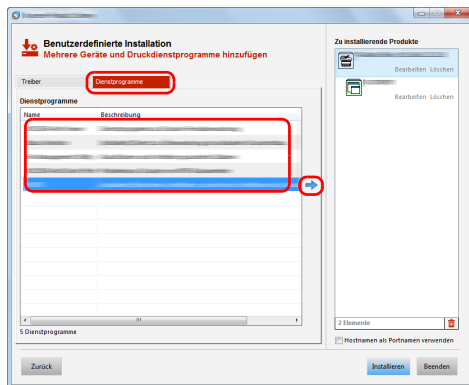 Benutzerdefinierte Installation
Mehrere Geräte und Druckdienstprogramme hinzufügen
Treiber
Dienstprogramme
Dienstprogramme
Name
Beschreibung
5 Dienstprogramme
Zurück
Zu installierende Produkte
Bearbeiten Löschen
Bearbeiten Löschen
2 Elemente
Hostnamen als Portnamen verwenden
Installieren
Beenden